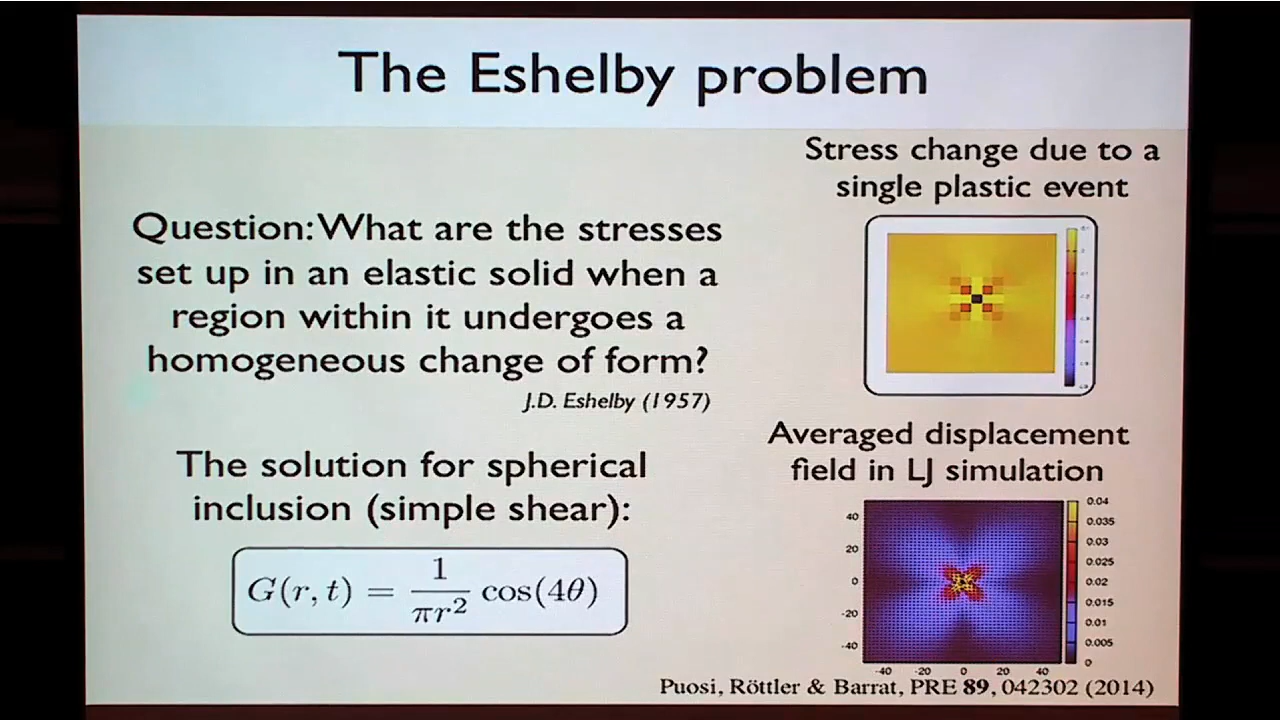 The Eshelby problem
Question: What are the stresses
set up in an elastic solid when a
region within it undergoes a
homogeneous change of form?
J.D. Eshelby (1957)
The solution for spherical
inclusion (simple shear):
G(r, t) = 1/πr² cos(4θ)
Stress change due to a
single plastic event
Averaged displacement
field in LJ simulation
40
20
0
-20
-40
-40 -20 0 20 40
0.04
0.035
0.03
0.025
0.02
0.015
0.01
0.005
0
Puosi, Röttler & Barrat, PRE 89, 042302 (2014)